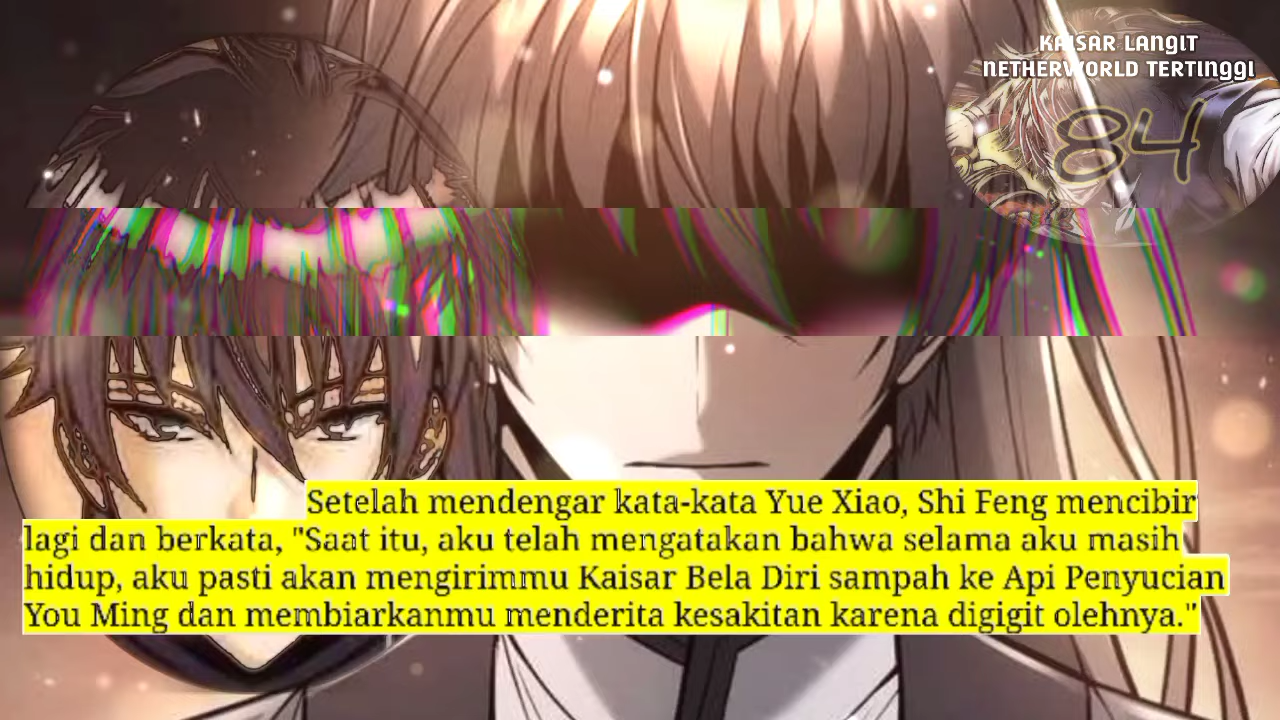 KAISAR LANGIT
NETHERWORLD TERTINGGI
84
Setelah mendengar kata-kata Yue Xiao, Shi Feng mencibir
lagi dan berkata, "Saat itu, aku telah mengatakan bahwa selama aku masih
hidup, aku pasti akan mengirimmu Kaisar Bela Diri sampah ke Api Penyucian
You Ming dan membiarkanmu menderita kesakitan karena digigit olehnya."